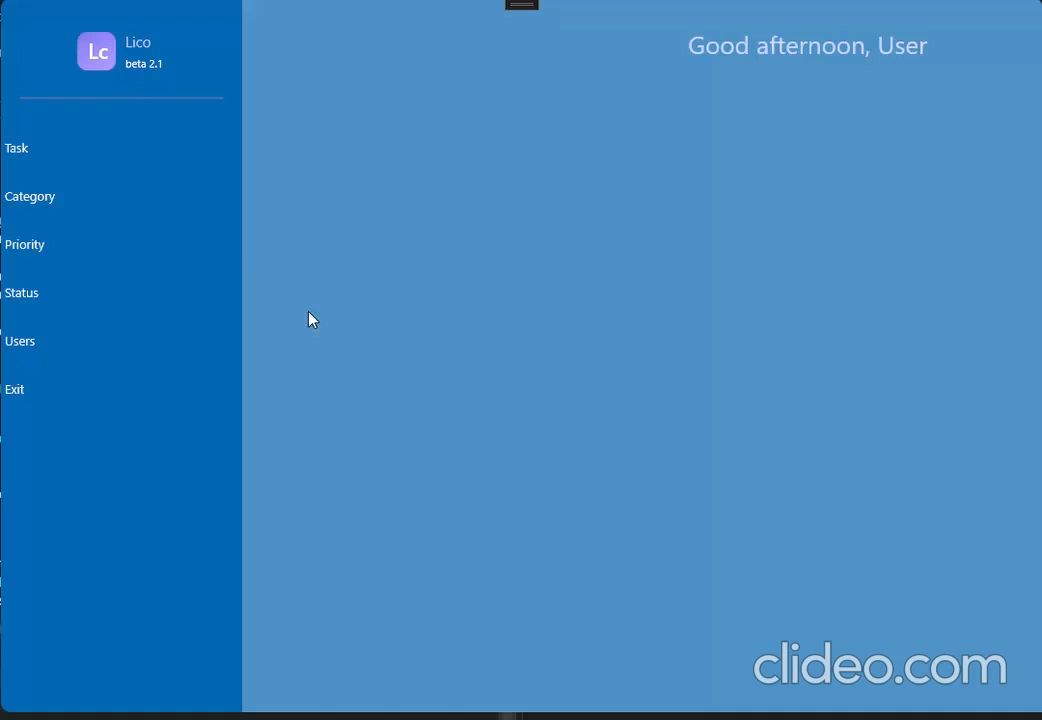 Lc
Lico
beta 2.1
Good afternoon, User
Task
Category
Priority
Status
Users
Exit
clideo.com